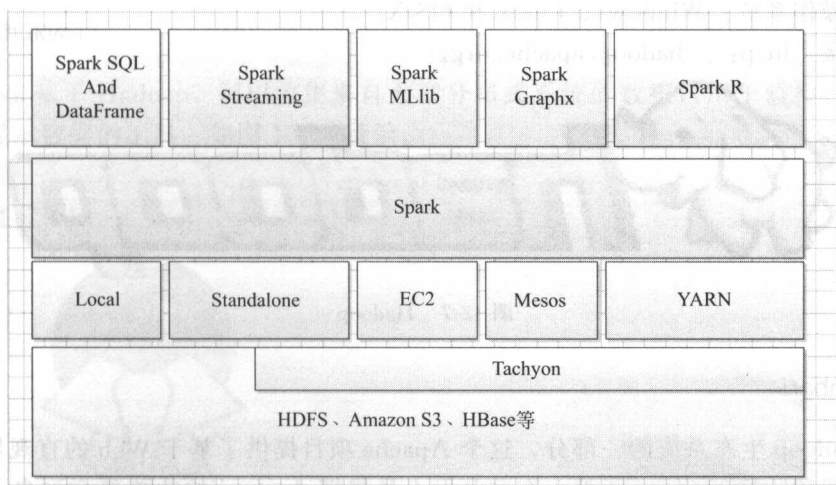 Spark SQL
And
DataFrame
Spark
Streaming
Spark
MLlib
Spark
Graphx
Spark R
Spark
Local
Standalone
EC2
Mesos
YARN
Tachyon
HDFS、Amazon S3、HBase等